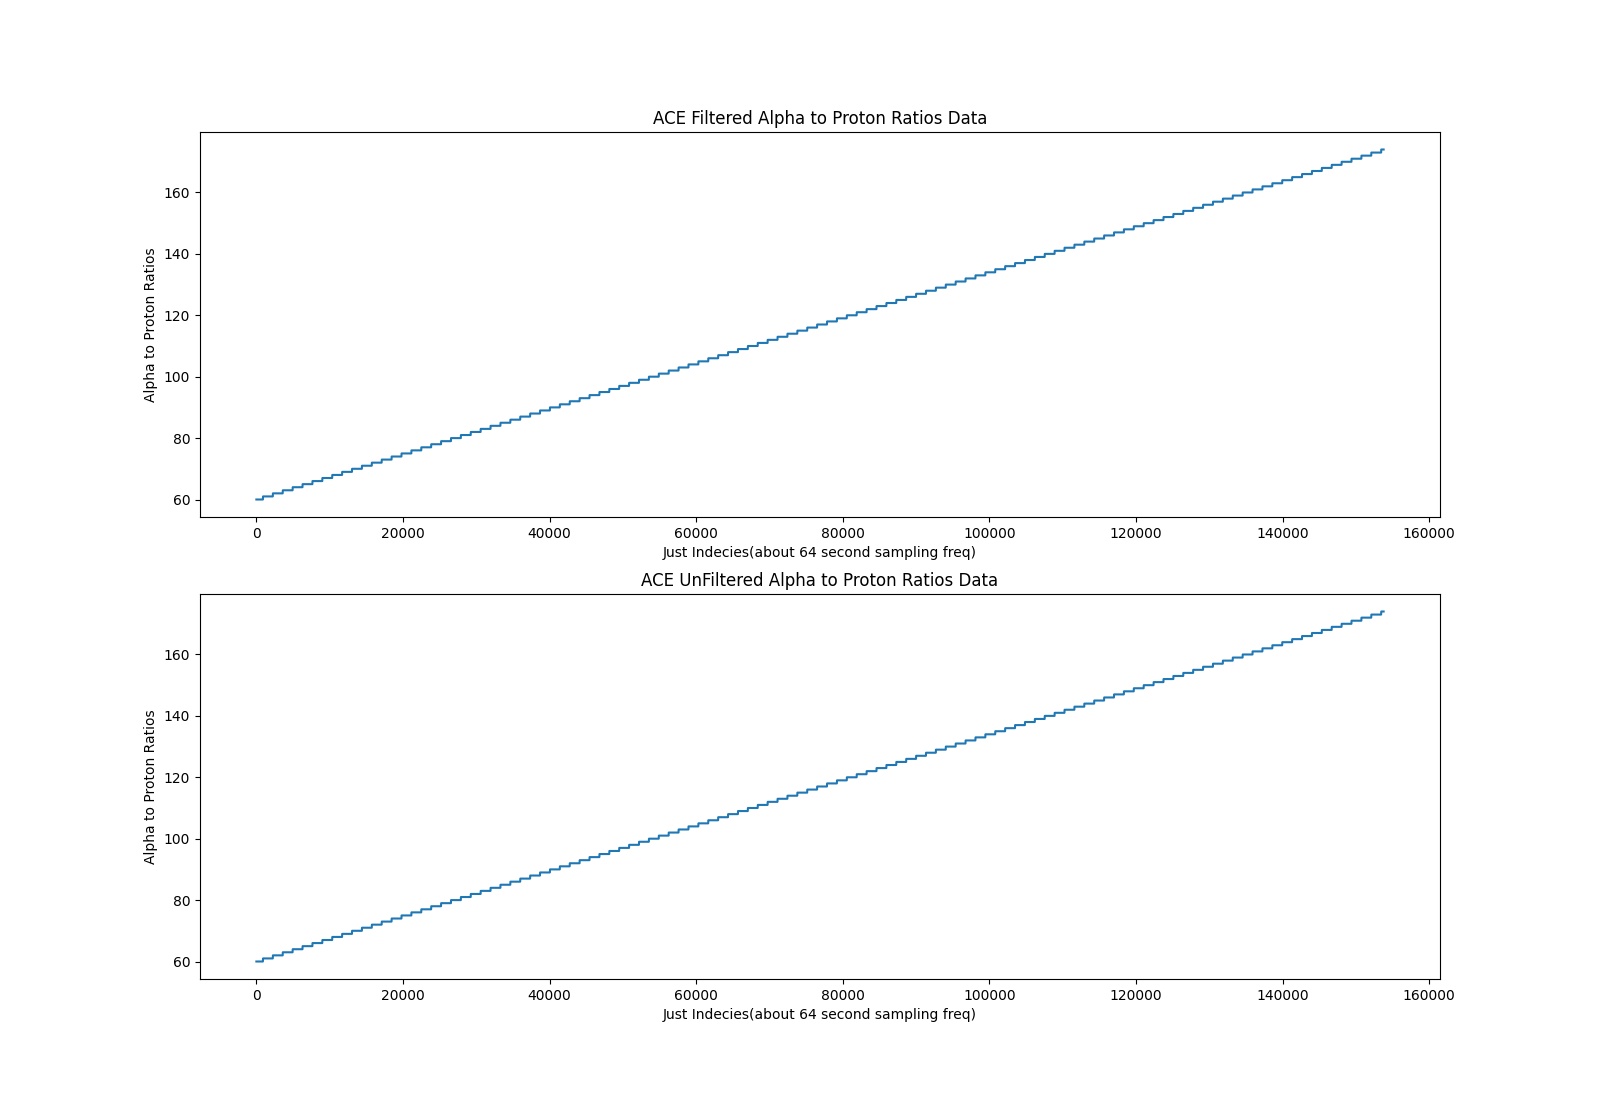 ACE Filtered Alpha to Proton Ratios Data
160
140
120
100
80
60
Alpha to Proton Ratios
0 20000 40000 60000 80000 100000 120000 140000 160000
Just Indecies(about 64 second sampling freq)
ACE UnFiltered Alpha to Proton Ratios Data
160
140
120
100
80
60
Alpha to Proton Ratios
0 20000 40000 60000 80000 100000 120000 140000 160000
Just Indecies(about 64 second sampling freq)